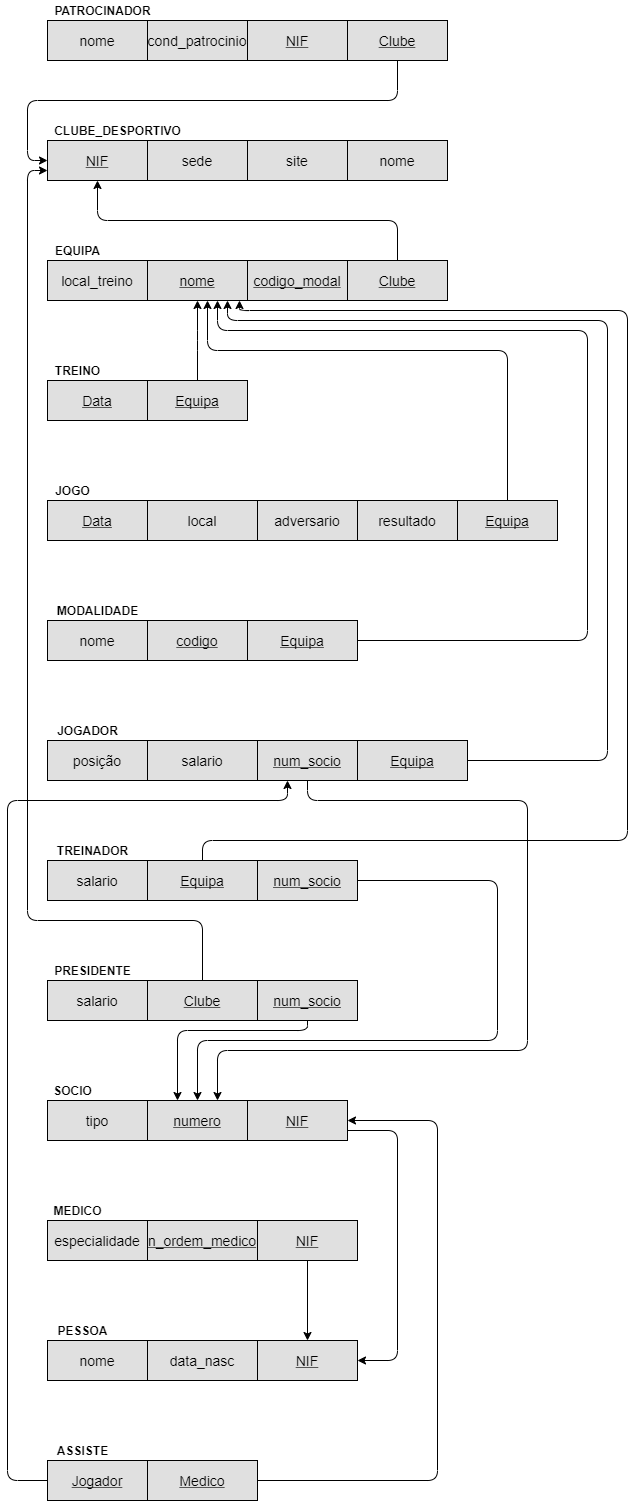 PATROCINADOR
nome cond_patrocinio NIF Clube
CLUBE_DESPORTIVO
NIF sede site nome
EQUIPA
local_treino nome codigo_modal Clube
TREINO
Data Equipa
JOGO
Data local adversario resultado Equipa
MODALIDADE
nome codigo Equipa
JOGADOR
posição salario num_socio Equipa
TREINADOR
salario Equipa num_socio
PRESIDENTE
salario Clube num_socio
SOCIO
tipo numero NIF
MEDICO
especialidade n_ordem_medico NIF
PESSOA
nome data_nasc NIF
ASSISTE
Jogador Medico